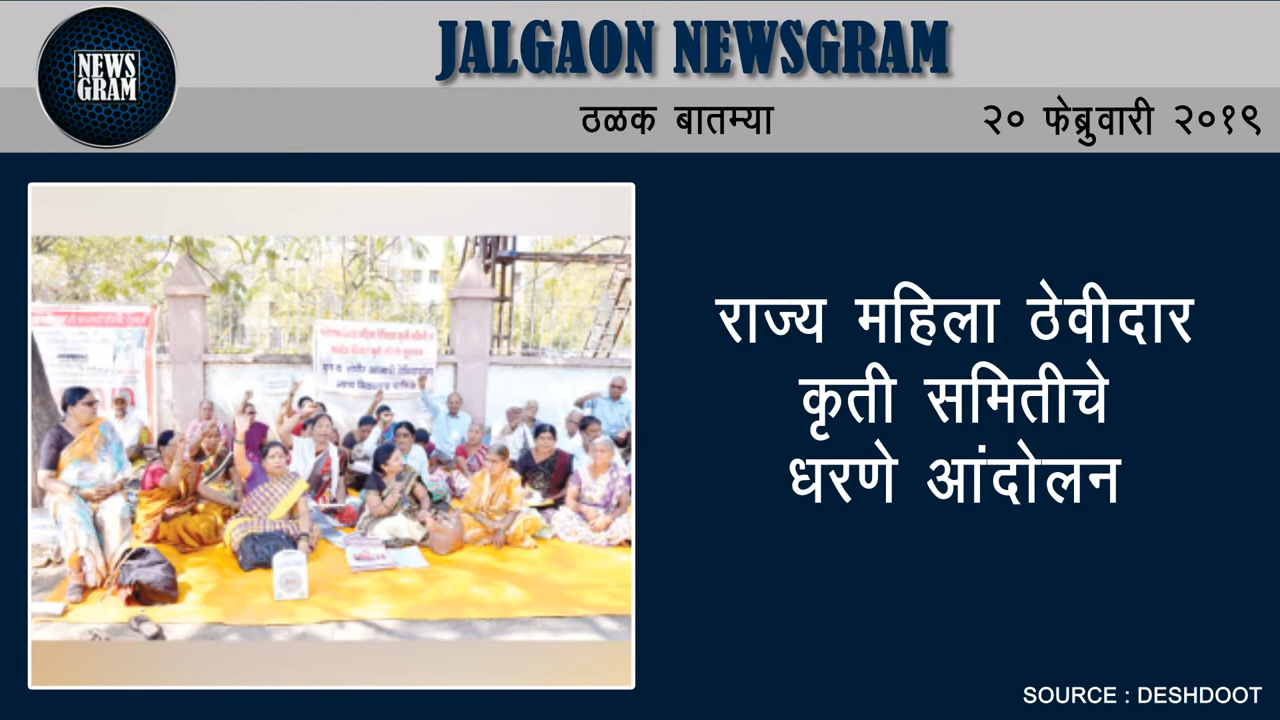 NEWS
GRAM
JALGAON NEWSGRAM
ठळक बातम्या
२० फेब्रुवारी २०१९
राज्य महिला ठेवीदार
कृती समितीचे
धरणे आंदोलन
SOURCE : DESHDOOT